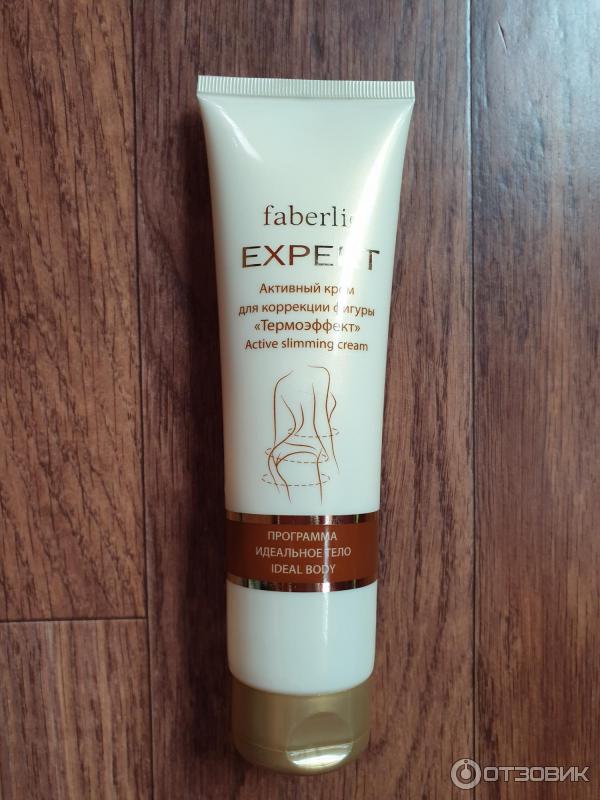 faberlic
EXPERT
Активный крем
для коррекции фигуры
«Термоэффект»
Active slimming cream
ПРОГРАММА
ИДЕАЛЬНОЕ ТЕЛО
IDEAL BODY
ОТЗОВИК